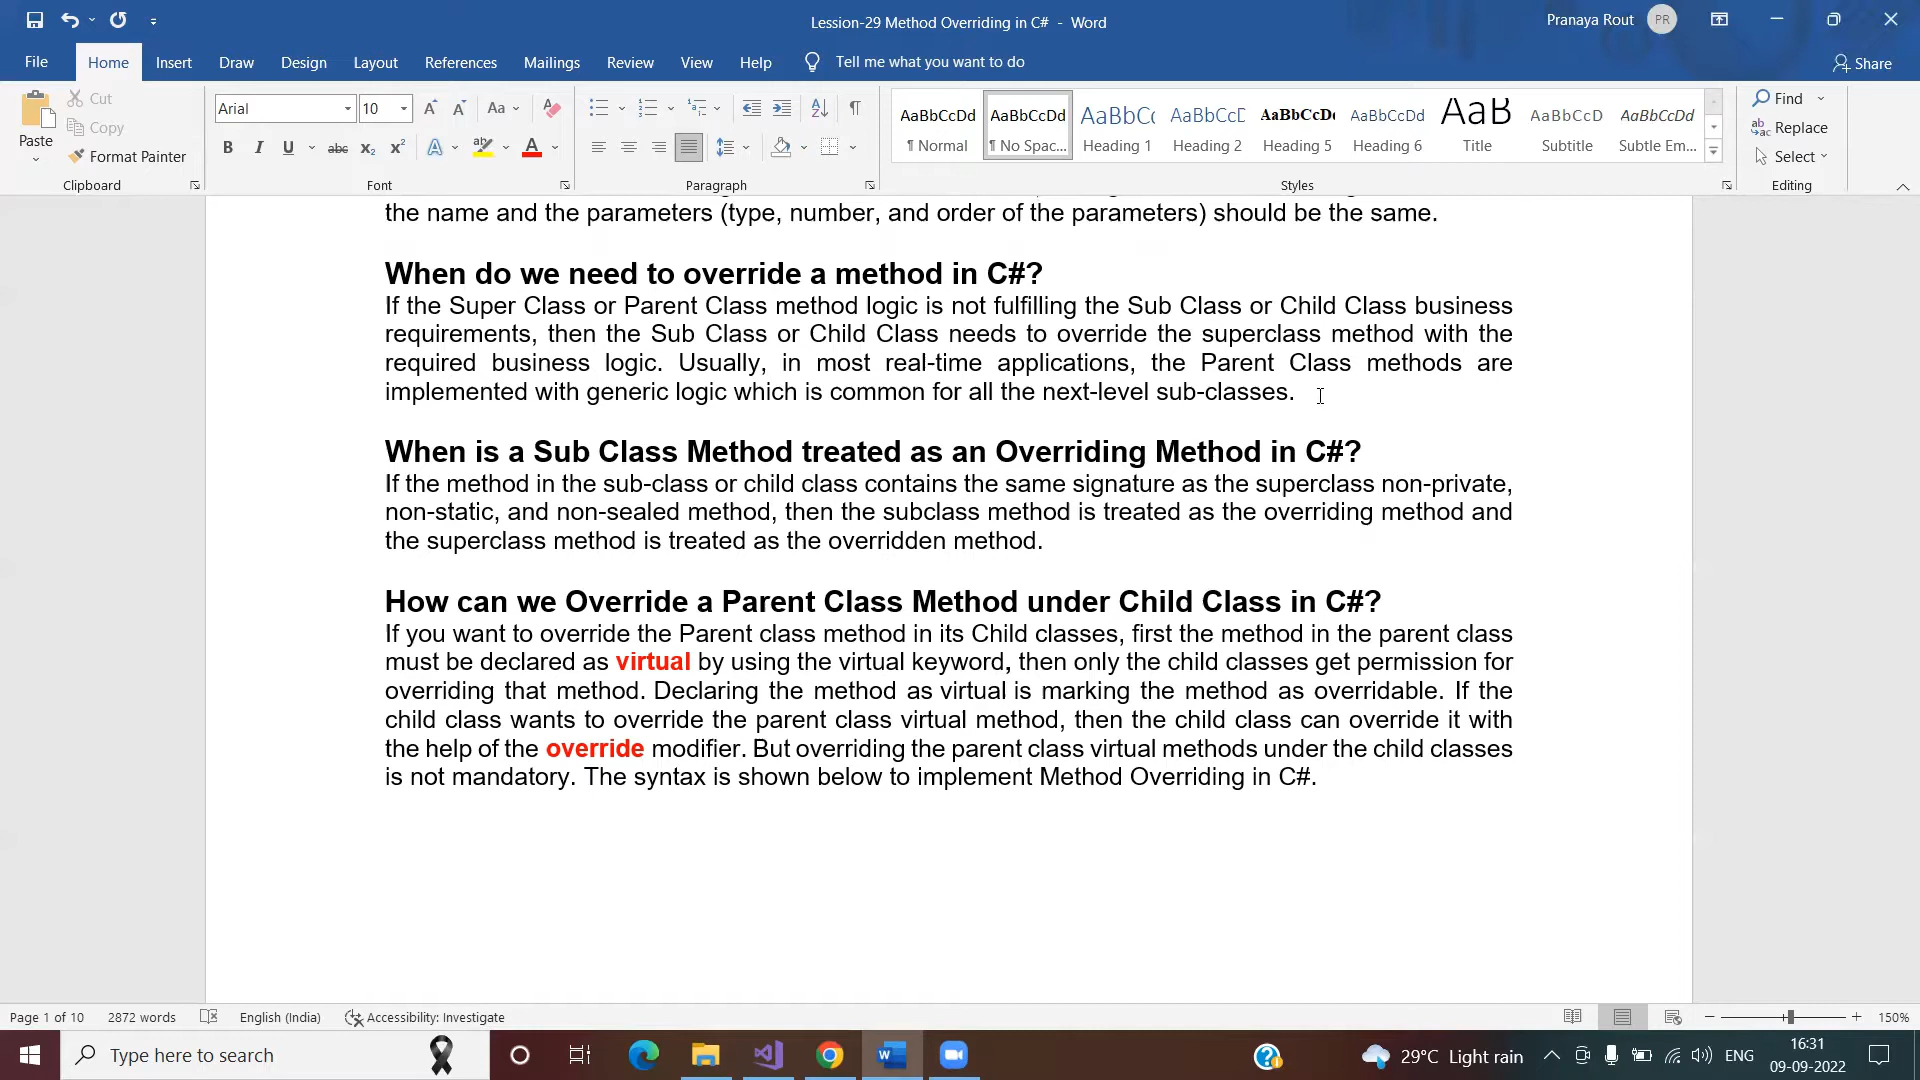 Lession-29 Method Overriding in C# - Word
Pranaya Rout PR
File Home Insert Draw Design Layout References Mailings Review View Help Tell me what you want to do Share
Paste
Cut
Copy
Format Painter
Clipboard
Arial 10 Aa
B I U abc x₂ x² A A
Font
Paragraph
AaBbCcDd AaBbCcDd AaBbCc AaBbCcD AaBbCcDc AaBbCcDd AaB AaBbCcD AaBbCcDd
¶ Normal ¶ No Spac... Heading 1 Heading 2 Heading 5 Heading 6 Title Subtitle Subtle Em...
Styles
Find
Replace
Select
Editing
the name and the parameters (type, number, and order of the parameters) should be the same.
When do we need to override a method in C#?
If the Super Class or Parent Class method logic is not fulfilling the Sub Class or Child Class business
requirements, then the Sub Class or Child Class needs to override the superclass method with the
required business logic. Usually, in most real-time applications, the Parent Class methods are
implemented with generic logic which is common for all the next-level sub-classes.
When is a Sub Class Method treated as an Overriding Method in C#?
If the method in the sub-class or child class contains the same signature as the superclass non-private,
non-static, and non-sealed method, then the subclass method is treated as the overriding method and
the superclass method is treated as the overridden method.
How can we Override a Parent Class Method under Child Class in C#?
If you want to override the Parent class method in its Child classes, first the method in the parent class
must be declared as virtual by using the virtual keyword, then only the child classes get permission for
overriding that method. Declaring the method as virtual is marking the method as overridable. If the
child class wants to override the parent class virtual method, then the child class can override it with
the help of the override modifier. But overriding the parent class virtual methods under the child classes
is not mandatory. The syntax is shown below to implement Method Overriding in C#.
Page 1 of 10 2872 words English (India) Accessibility: Investigate 150%
Type here to search
29°C Light rain
ENG
16:31
09-09-2022